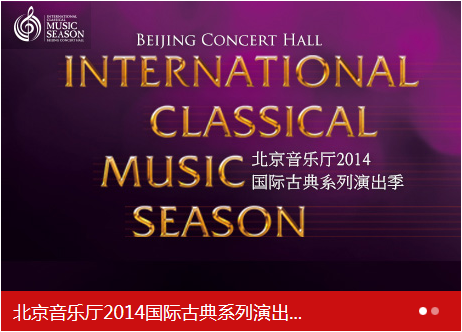 INTERNATIONAL
CLASSICAL
MUSIC
SEASON
BEIJING CONCERT HALL
BEIJING CONCERT HALL
INTERNATIONAL
CLASSICAL
MUSIC
SEASON
北京音乐厅2014
国际古典系列演出季
北京音乐厅2014国际古典系列演出...